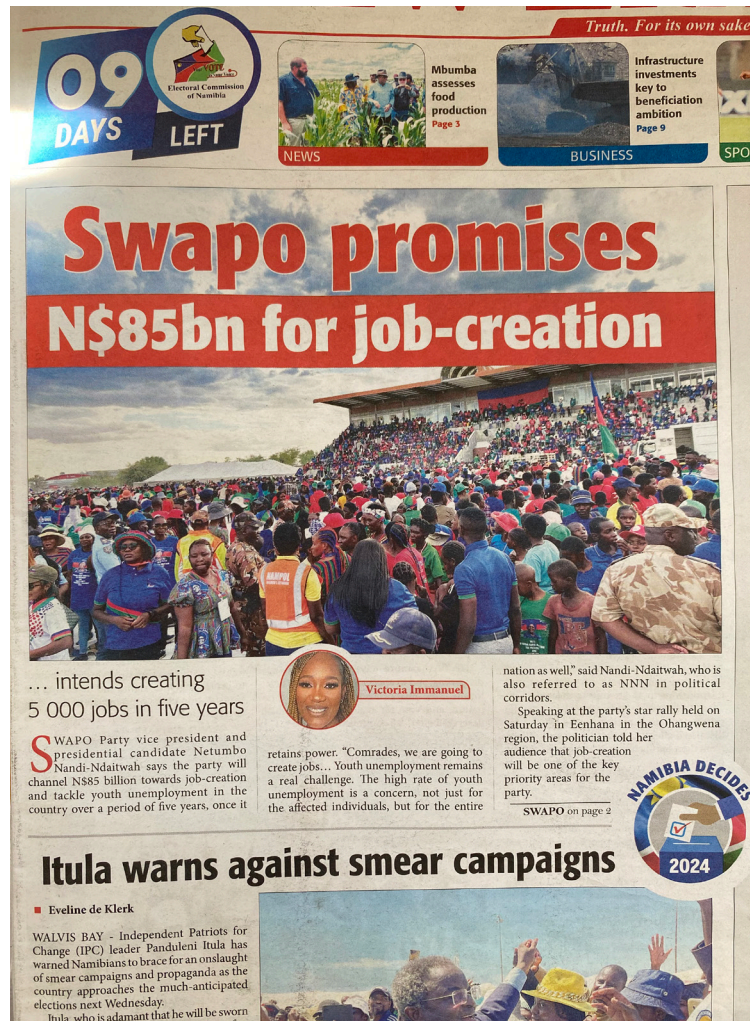 Truth. For its own sake
09
DAYS
LEFT
Electoral Commission
of Namibia
Mbumba
assesses
food
production
Page 3
NEWS
Infrastructure
investments
key to
beneficiation
ambition
Page 9
BUSINESS
SPO
Swapo promises
N$85bn for job-creation
NAMPOL
... intends creating
5 000 jobs in five years
SWAPO Party vice president and
presidential candidate Netumbo
Nandi-Ndaitwah says the party will
channel N$85 billion towards job-creation
and tackle youth unemployment in the
country over a period of five years, once it
Victoria Immanuel
retains power. “Comrades, we are going to
create jobs… Youth unemployment remains
a real challenge. The high rate of youth
unemployment is a concern, not just for
the affected individuals, but for the entire
nation as well,” said Nandi-Ndaitwah, who is
also referred to as NNN in political
corridors.
Speaking at the party’s star rally held on
Saturday in Eenhana in the Ohangwena
region, the politician told her
audience that job-creation
will be one of the key
priority areas for the
party.
SWAPO on page 2
NAMIBIA DECIDES
2024
Itula warns against smear campaigns
Eveline de Klerk
WALVIS BAY - Independent Patriots for
Change (IPC) leader Panduleni Itula has
warned Namibians to brace for an onslaught
of smear campaigns and propaganda as the
country approaches the much-anticipated
elections next Wednesday.
Itula, who is adamant that he will be sworn